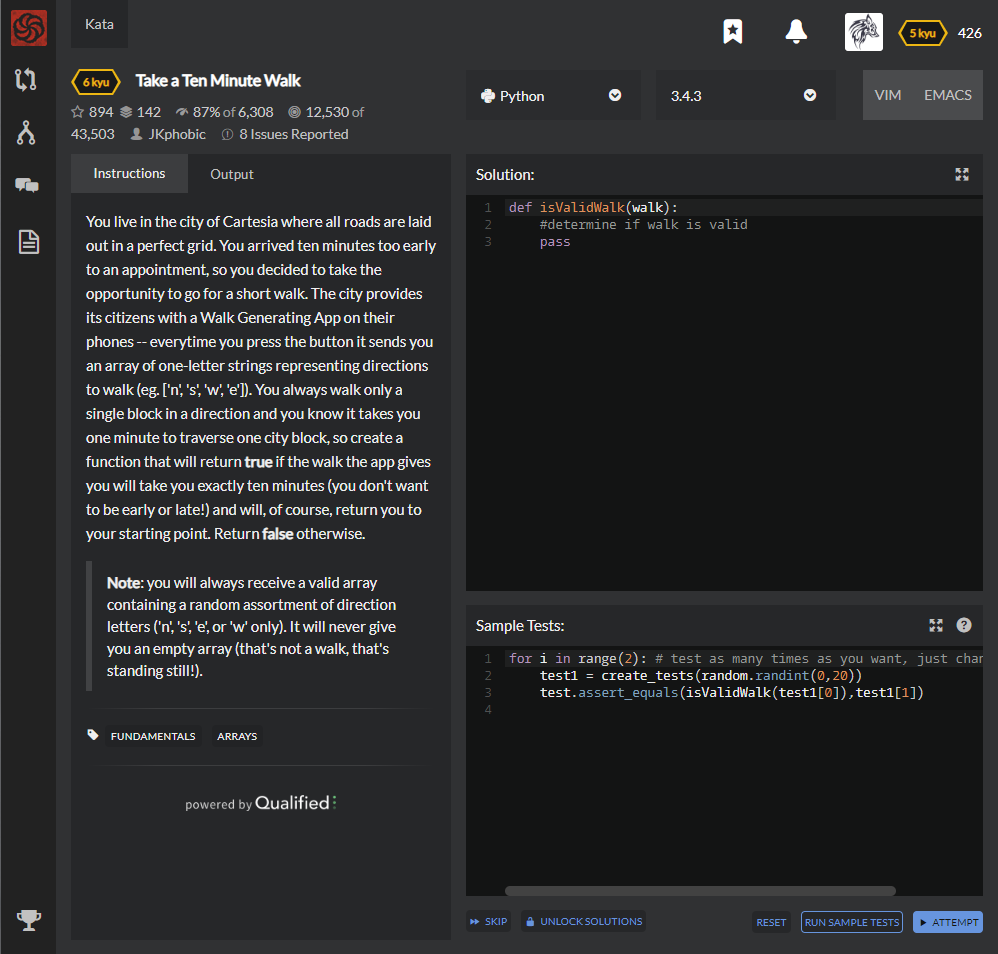 Kata
5 kyu 426
6 kyu Take a Ten Minute Walk
894 142 87% of 6,308 12,530 of
43,503 JKphobic 8 Issues Reported
Python
3.4.3
VIM EMACS
Instructions Output
You live in the city of Cartesia where all roads are laid
out in a perfect grid. You arrived ten minutes too early
to an appointment, so you decided to take the
opportunity to go for a short walk. The city provides
its citizens with a Walk Generating App on their
phones -- everytime you press the button it sends you
an array of one-letter strings representing directions
to walk (eg. ['n', 's', 'w', 'e']). You always walk only a
single block in a direction and you know it takes you
one minute to traverse one city block, so create a
function that will return true if the walk the app gives
you will take you exactly ten minutes (you don't want
to be early or late!) and will, of course, return you to
your starting point. Return false otherwise.
Note: you will always receive a valid array
containing a random assortment of direction
letters ('n', 's', 'e', or 'w' only). It will never give
you an empty array (that's not a walk, that's
standing still!).
FUNDAMENTALS ARRAYS
powered by Qualified
Solution:
1 def isValidWalk(walk):
2 #determine if walk is valid
3 pass
Sample Tests:
1 for i in range(2): # test as many times as you want, just chan
2 test1 = create_tests(random.randint(0,20))
3 test.assert_equals(isValidWalk(test1[0]),test1[1])
4
SKIP UNLOCK SOLUTIONS RESET RUN SAMPLE TESTS ATTEMPT